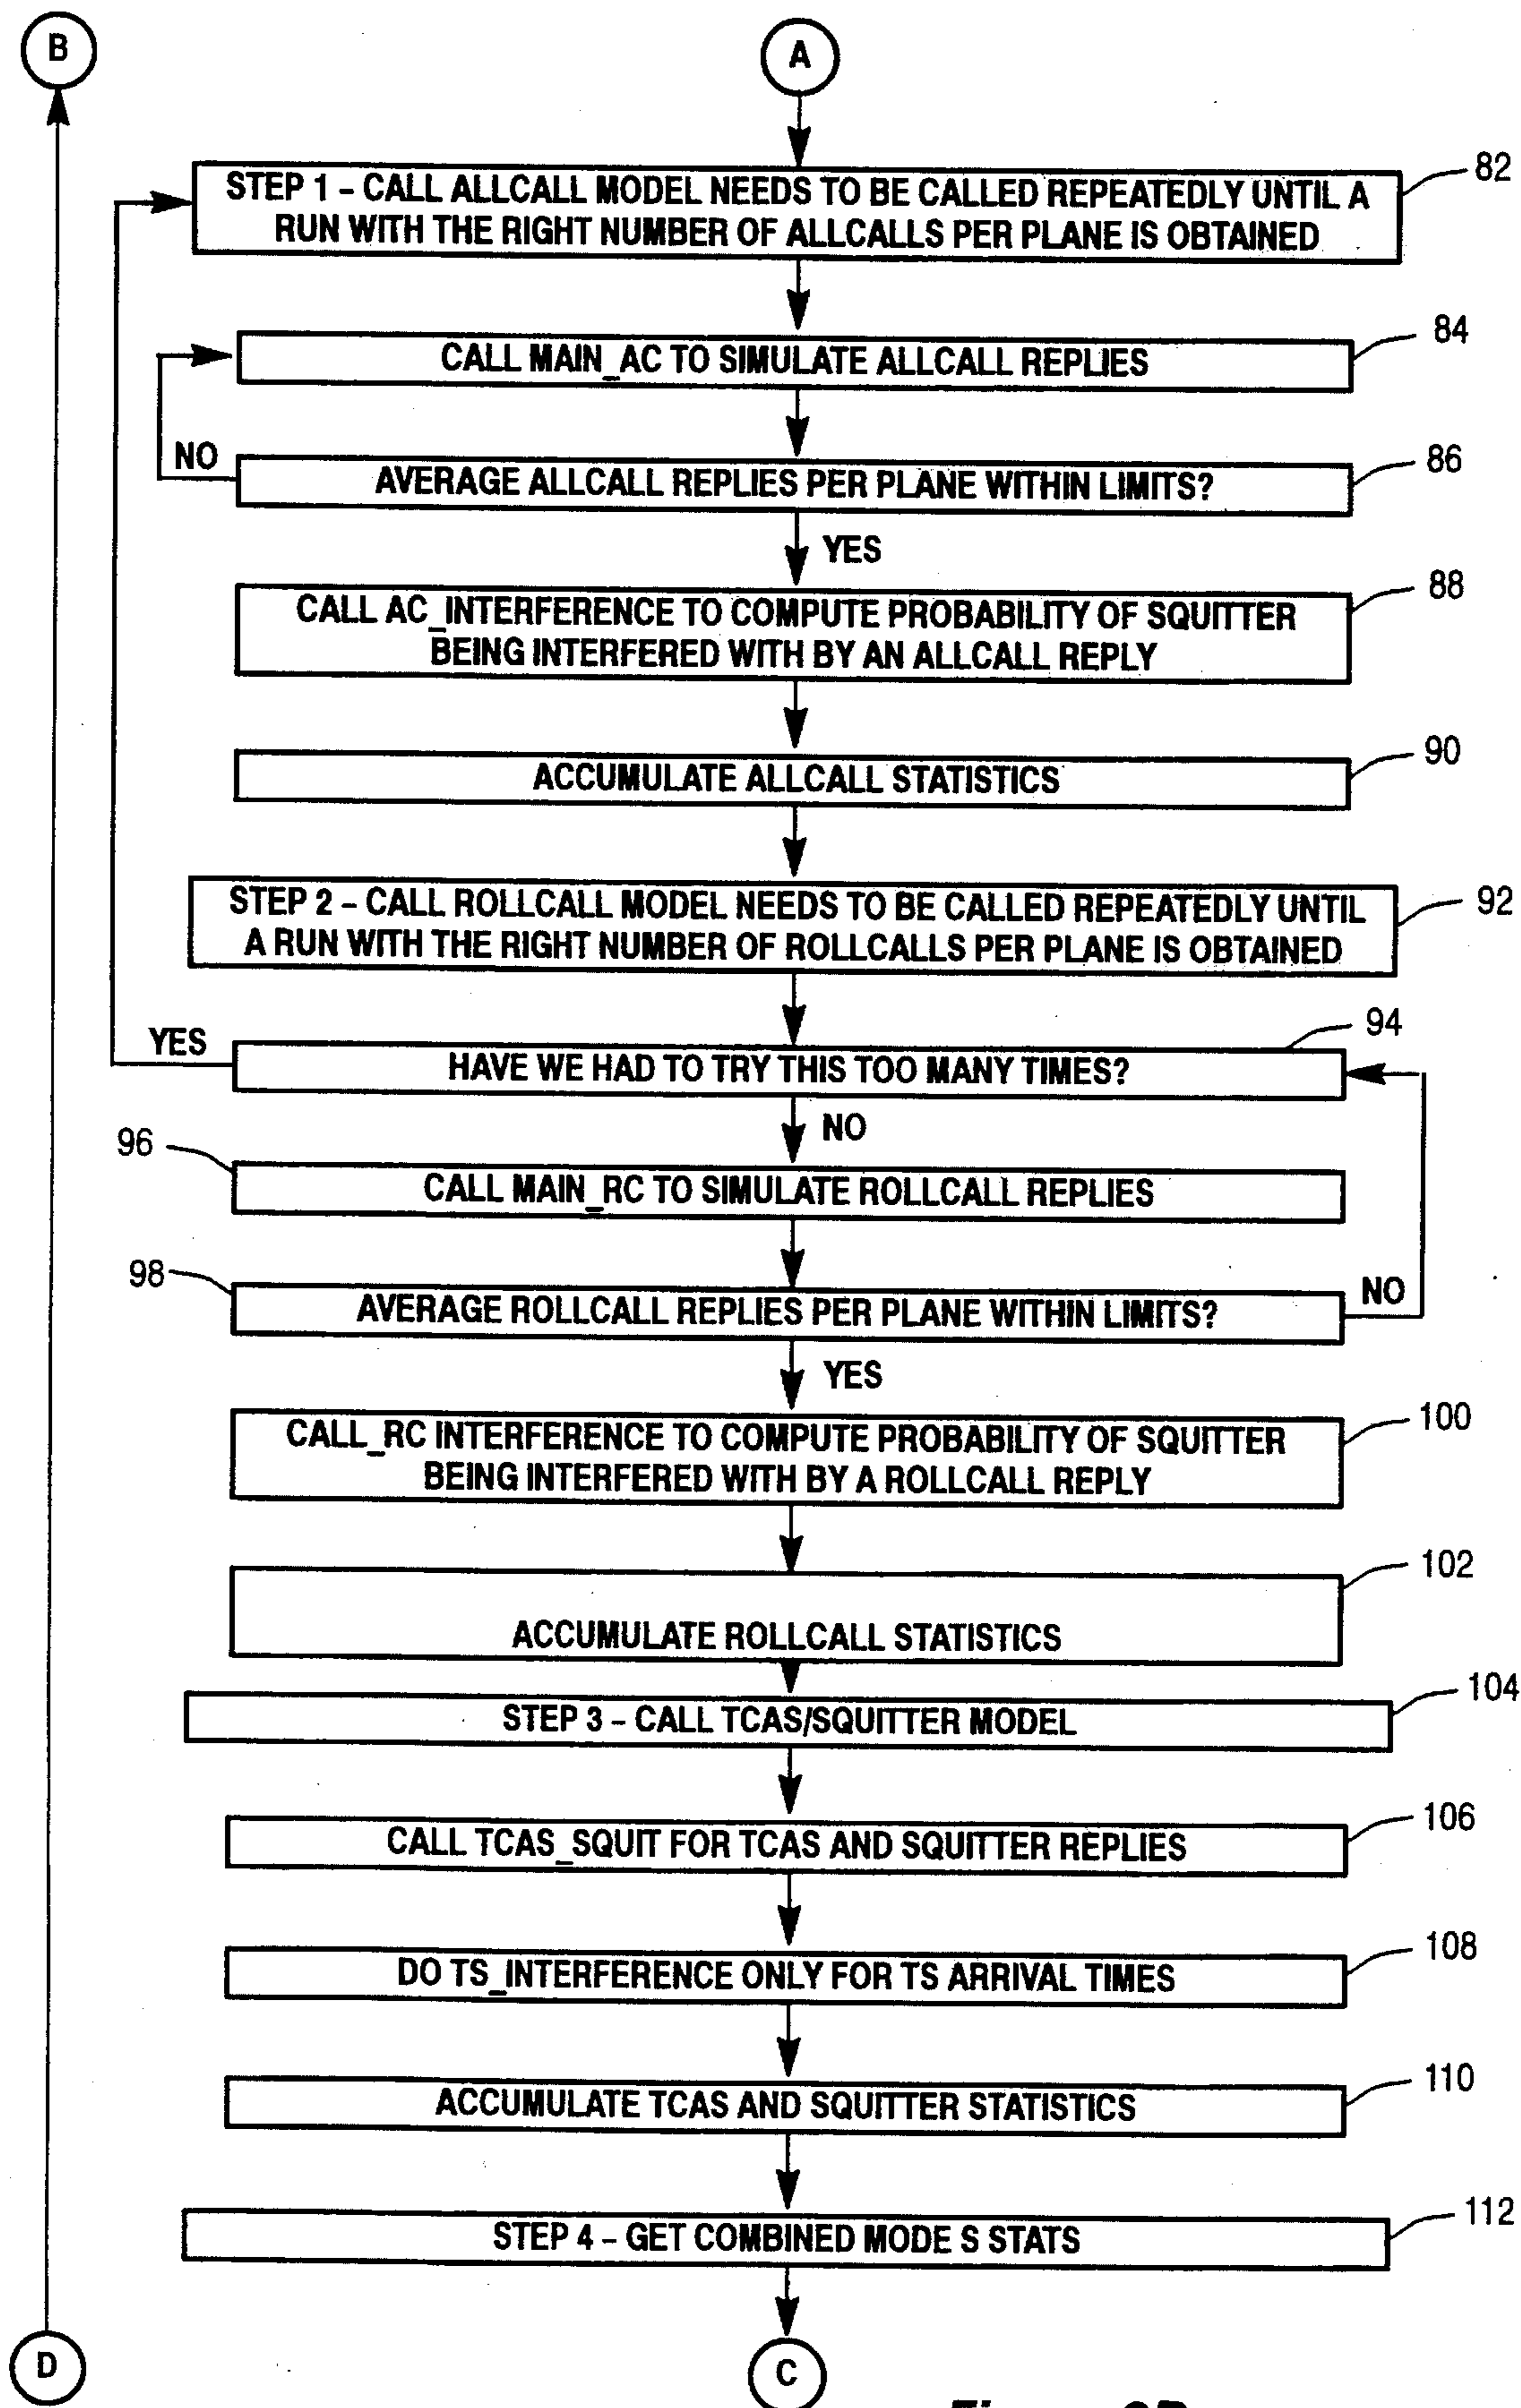 B
A
STEP 1 – CALL ALLCALL MODEL NEEDS TO BE CALLED REPEATEDLY UNTIL A
RUN WITH THE RIGHT NUMBER OF ALLCALLS PER PLANE IS OBTAINED
82
CALL MAIN_AC TO SIMULATE ALLCALL REPLIES
84
NO
AVERAGE ALLCALL REPLIES PER PLANE WITHIN LIMITS?
86
YES
CALL AC_INTERFERENCE TO COMPUTE PROBABILITY OF SQUITTER
BEING INTERFERED WITH BY AN ALLCALL REPLY
88
ACCUMULATE ALLCALL STATISTICS
90
STEP 2 – CALL ROLLCALL MODEL NEEDS TO BE CALLED REPEATEDLY UNTIL
A RUN WITH THE RIGHT NUMBER OF ROLLCALLS PER PLANE IS OBTAINED
92
YES
HAVE WE HAD TO TRY THIS TOO MANY TIMES?
94
NO
96
CALL MAIN_RC TO SIMULATE ROLLCALL REPLIES
98
AVERAGE ROLLCALL REPLIES PER PLANE WITHIN LIMITS?
NO
YES
CALL_RC INTERFERENCE TO COMPUTE PROBABILITY OF SQUITTER
BEING INTERFERED WITH BY A ROLLCALL REPLY
100
ACCUMULATE ROLLCALL STATISTICS
102
STEP 3 – CALL TCAS/SQUITTER MODEL
104
CALL TCAS_SQUIT FOR TCAS AND SQUITTER REPLIES
106
DO TS_INTERFERENCE ONLY FOR TS ARRIVAL TIMES
108
ACCUMULATE TCAS AND SQUITTER STATISTICS
110
STEP 4 – GET COMBINED MODE S STATS
112
D
C